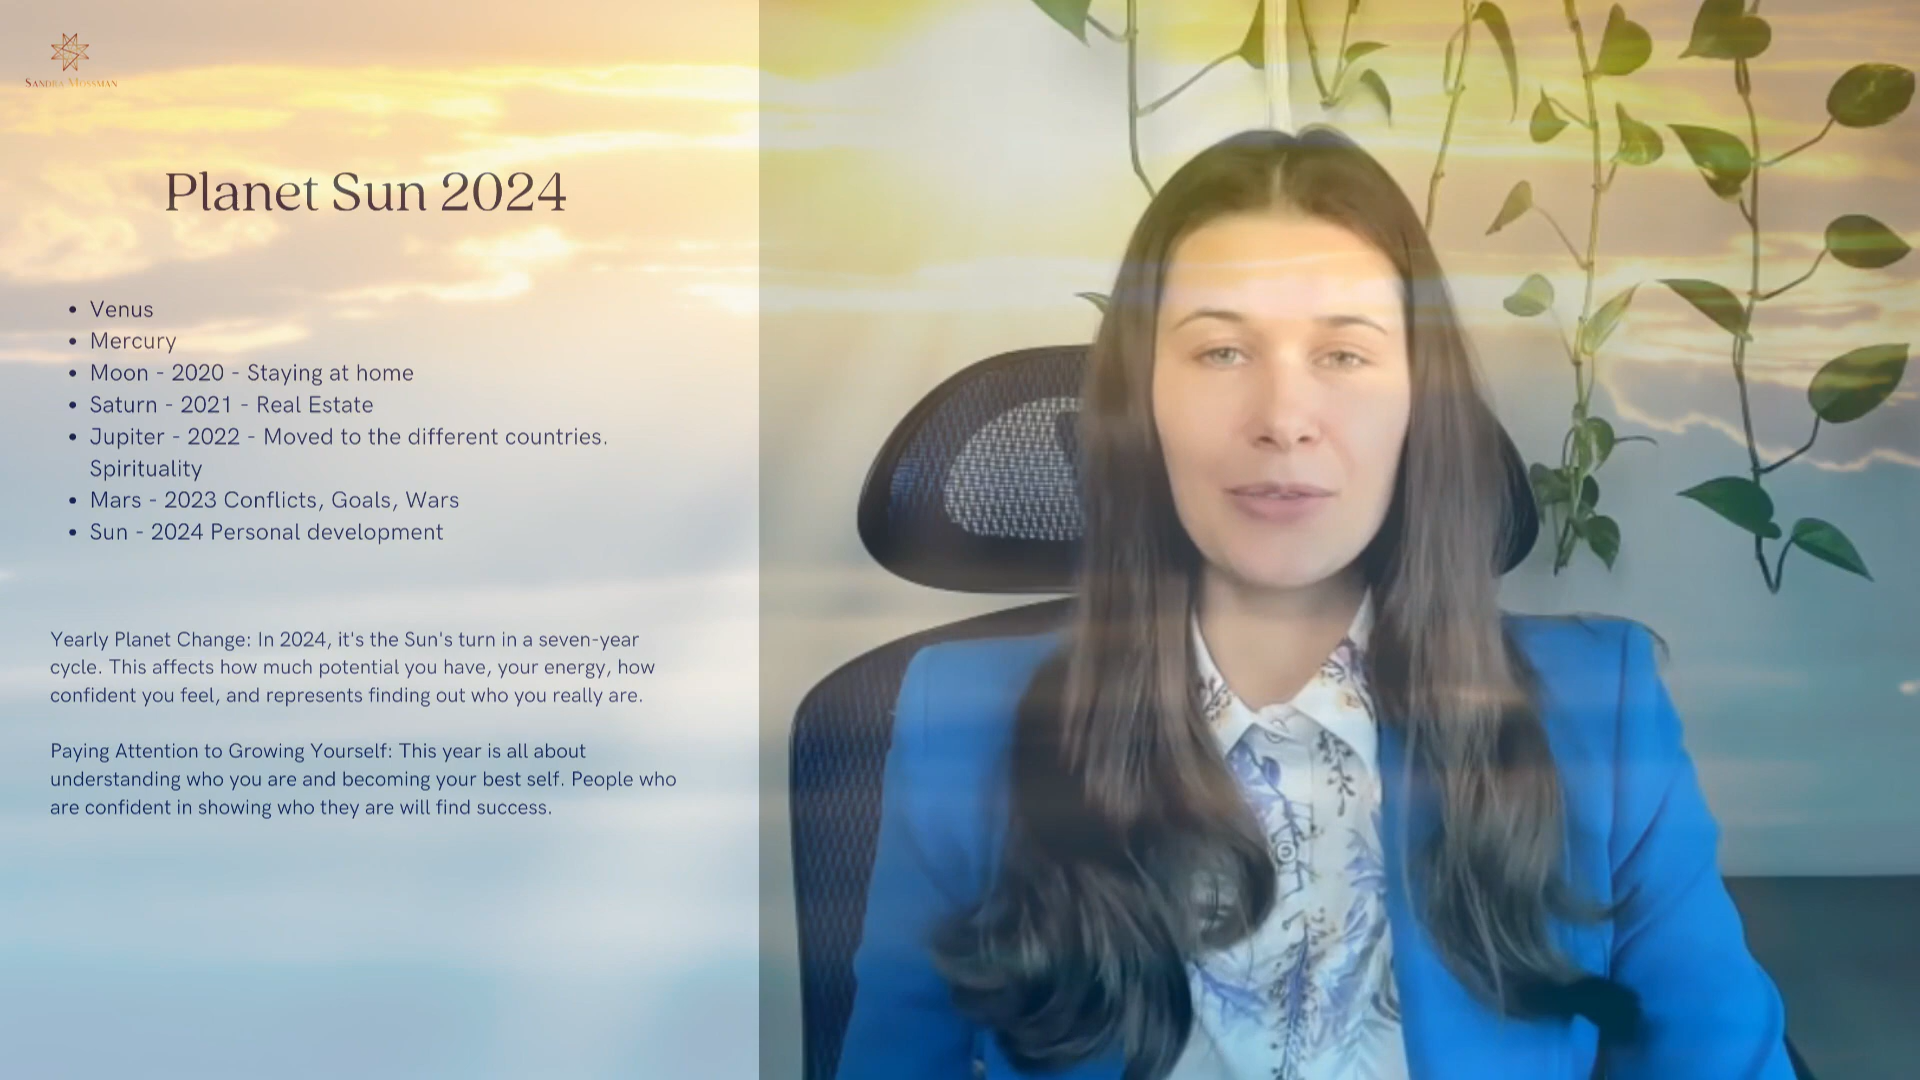 SANDRA MOSSMAN
Planet Sun 2024
• Venus
• Mercury
• Moon - 2020 - Staying at home
• Saturn - 2021 - Real Estate
• Jupiter - 2022 - Moved to the different countries.
Spirituality
• Mars - 2023 Conflicts, Goals, Wars
• Sun - 2024 Personal development
Yearly Planet Change: In 2024, it's the Sun's turn in a seven-year
cycle. This affects how much potential you have, your energy, how
confident you feel, and represents finding out who you really are.
Paying Attention to Growing Yourself: This year is all about
understanding who you are and becoming your best self. People who
are confident in showing who they are will find success.